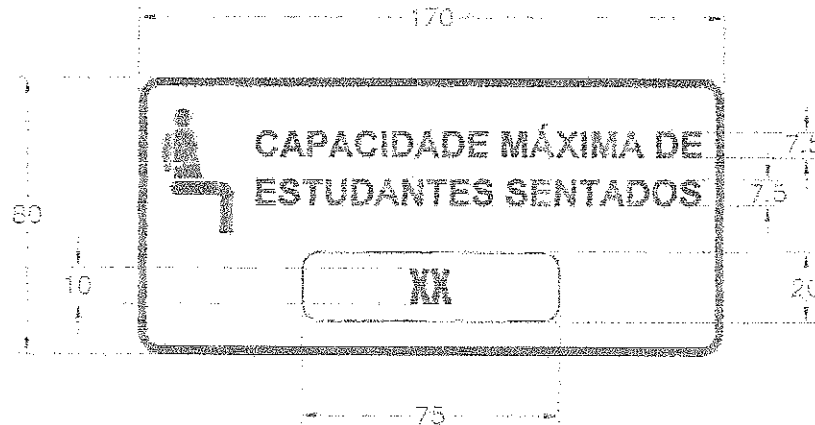 170
CAPACIDADE MÁXIMA DE
7.5
ESTUDANTES SENTADOS
7.5
80
10
XX
20
75